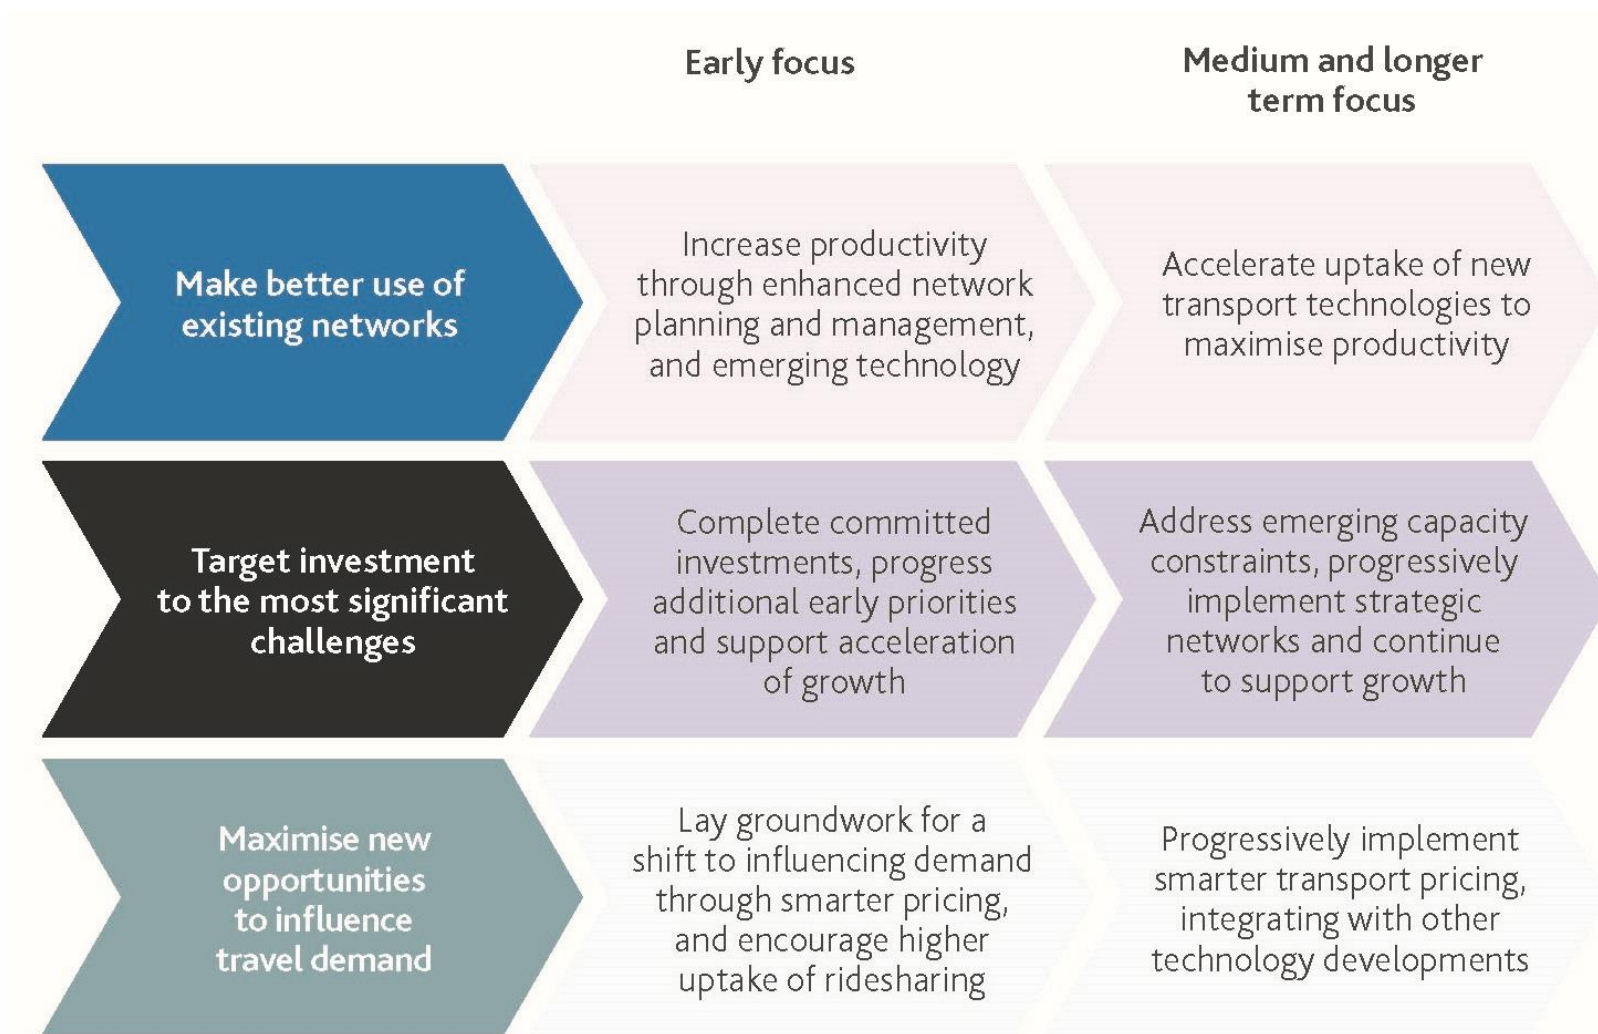 Early focus
Medium and longer
term focus
Make better use of
existing networks
Increase productivity
through enhanced network
planning and management,
and emerging technology
Accelerate uptake of new
transport technologies to
maximise productivity
Target investment
to the most significant
challenges
Complete committed
investments, progress
additional early priorities
and support acceleration
of growth
Address emerging capacity
constraints, progressively
implement strategic
networks and continue
to support growth
Maximise new
opportunities
to influence
travel demand
Lay groundwork for a
shift to influencing demand
through smarter pricing,
and encourage higher
uptake of ridesharing
Progressively implement
smarter transport pricing,
integrating with other
technology developments